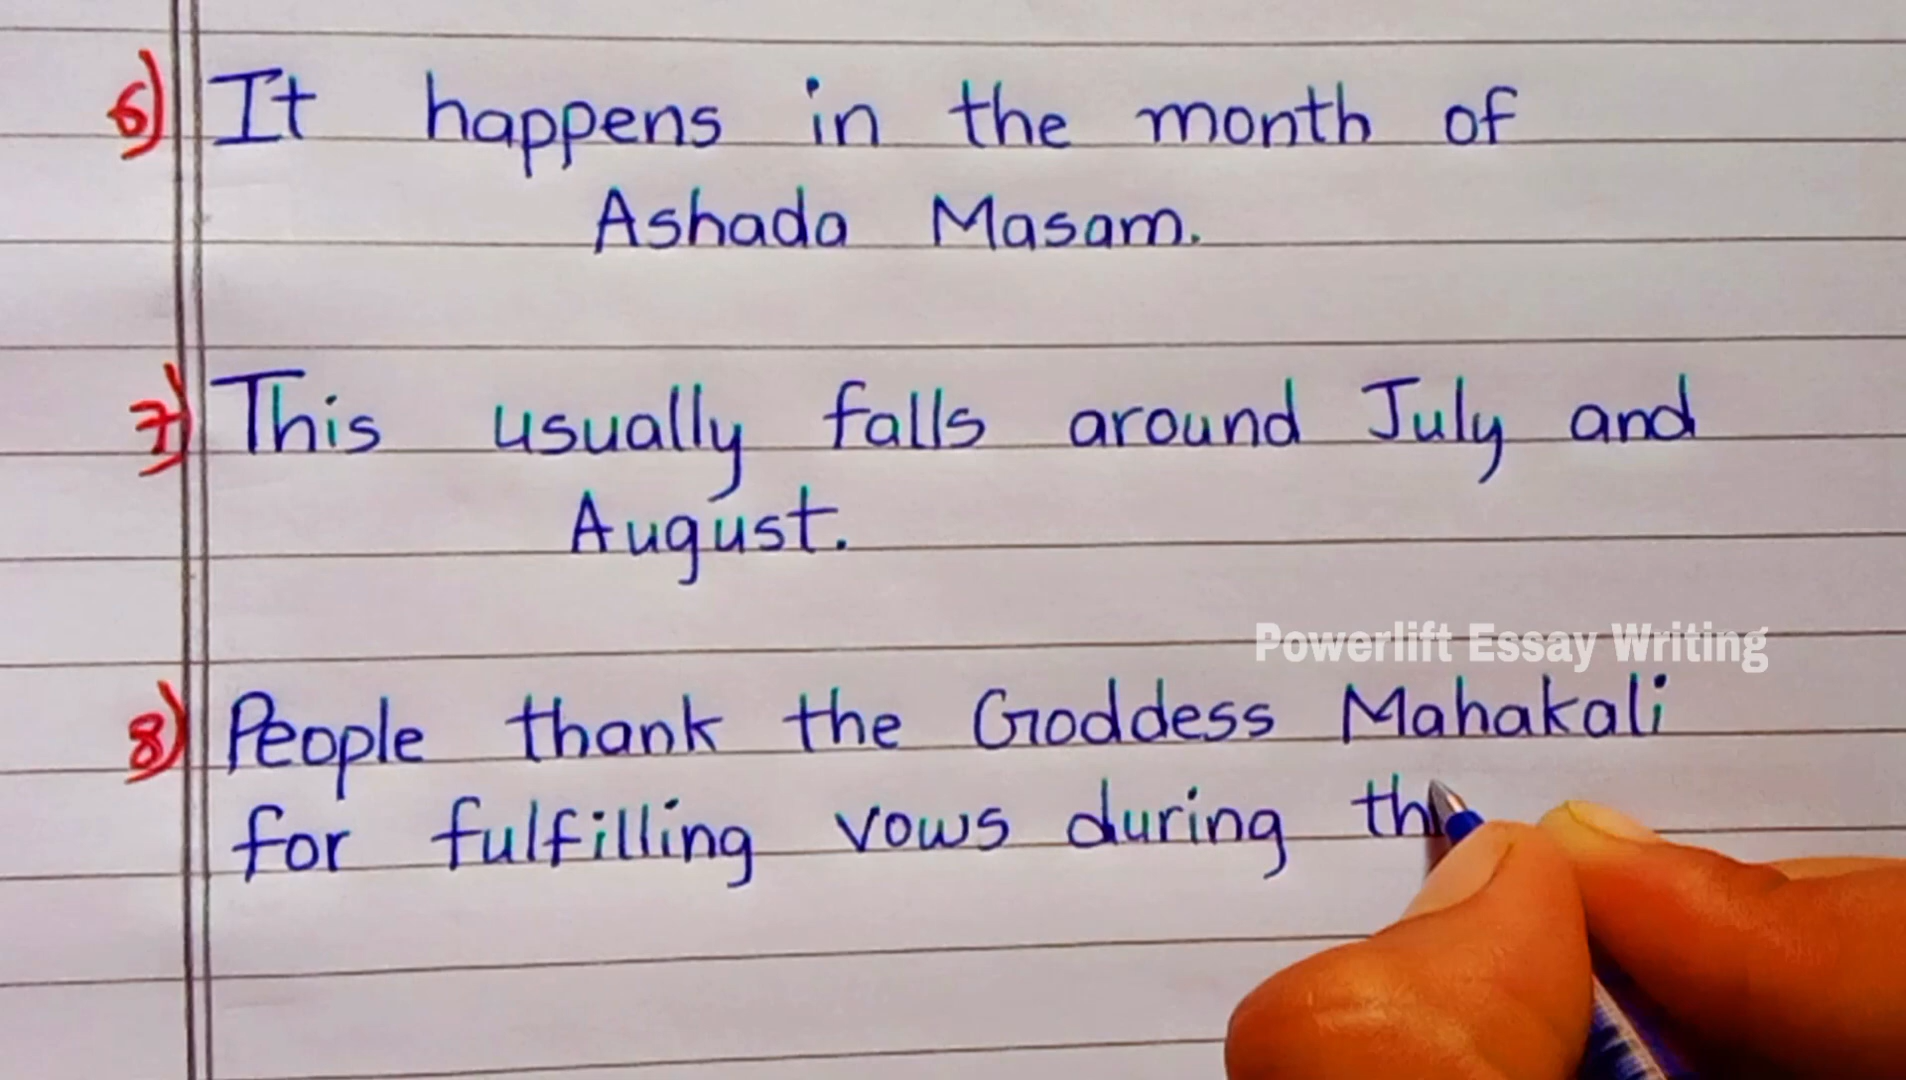 6) It happens in the month of
Ashada Masam.
7) This usually falls around July and
August.
Powerlift Essay Writing
8) People thank the Goddess Mahakali
for fulfilling vows during th